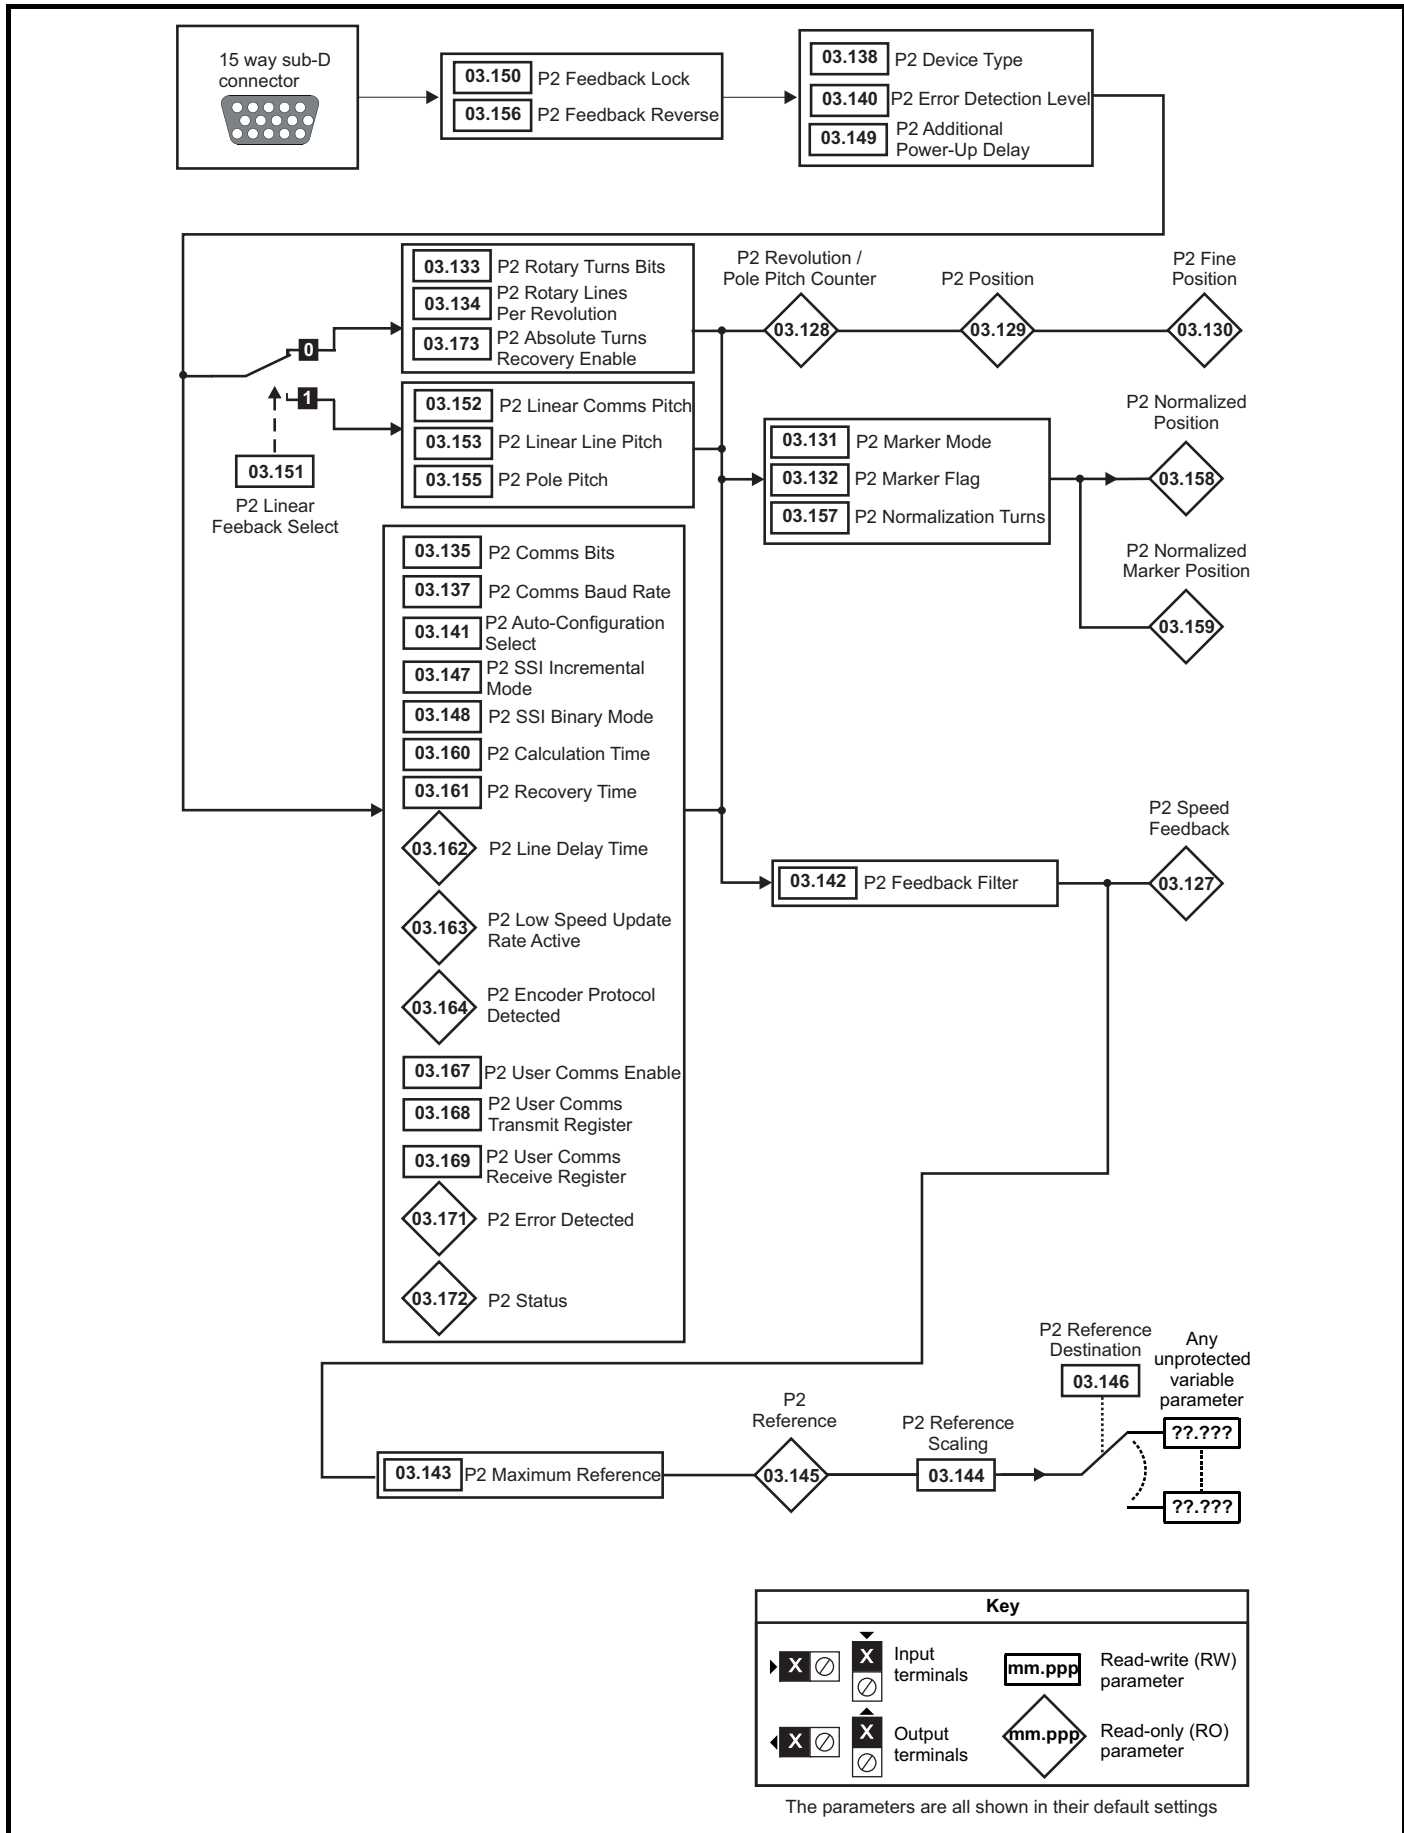 15 way sub-D
connector
03.150 P2 Feedback Lock
03.156 P2 Feedback Reverse
03.138 P2 Device Type
03.140 P2 Error Detection Level
03.149 P2 Additional
Power-Up Delay
03.133 P2 Rotary Turns Bits
03.134 P2 Rotary Lines
Per Revolution
03.173 P2 Absolute Turns
Recovery Enable
0
1
03.151
P2 Linear
Feeback Select
03.152 P2 Linear Comms Pitch
03.153 P2 Linear Line Pitch
03.155 P2 Pole Pitch
P2 Revolution /
Pole Pitch Counter
03.128
P2 Position
03.129
P2 Fine
Position
03.130
03.131 P2 Marker Mode
03.132 P2 Marker Flag
03.157 P2 Normalization Turns
P2 Normalized
Position
03.158
P2 Normalized
Marker Position
03.159
03.135 P2 Comms Bits
03.137 P2 Comms Baud Rate
03.141 P2 Auto-Configuration
Select
03.147 P2 SSI Incremental
Mode
03.148 P2 SSI Binary Mode
03.160 P2 Calculation Time
03.161 P2 Recovery Time
03.162 P2 Line Delay Time
03.163 P2 Low Speed Update
Rate Active
03.164 P2 Encoder Protocol
Detected
03.167 P2 User Comms Enable
03.168 P2 User Comms
Transmit Register
03.169 P2 User Comms
Receive Register
03.171 P2 Error Detected
03.172 P2 Status
03.142 P2 Feedback Filter
P2 Speed
Feedback
03.127
03.143 P2 Maximum Reference
P2
Reference
03.145
P2 Reference
Scaling
03.144
P2 Reference
Destination
03.146
Any
unprotected
variable
parameter
??.???
??.???
Key
X X Input
terminals
mm.ppp Read-write (RW)
parameter
X X Output
terminals
mm.ppp Read-only (RO)
parameter
The parameters are all shown in their default settings